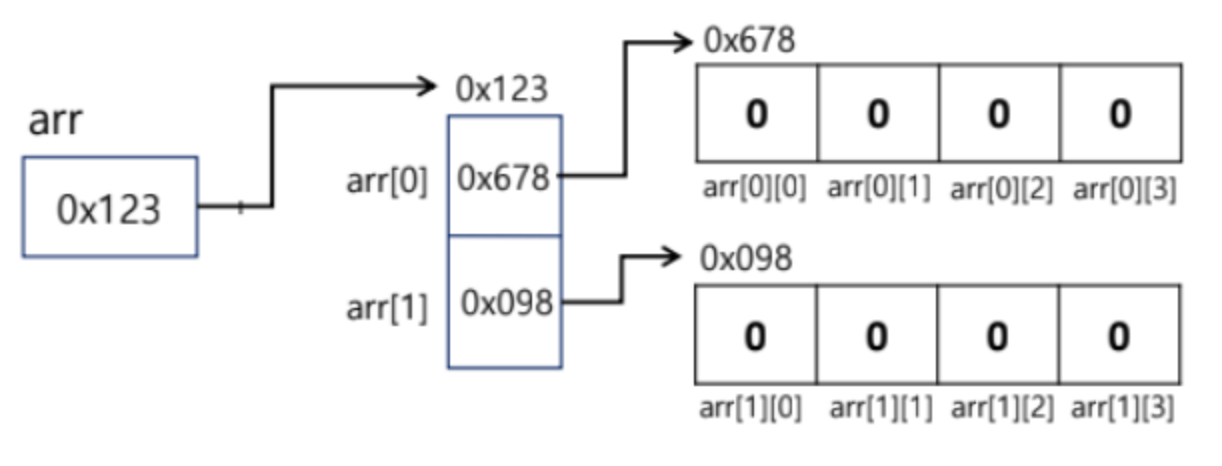 arr
0x123
0x123
arr[0] 0x678
arr[1] 0x098
0x678
0 0 0 0
arr[0][0] arr[0][1] arr[0][2] arr[0][3]
0x098
0 0 0 0
arr[1][0] arr[1][1] arr[1][2] arr[1][3]